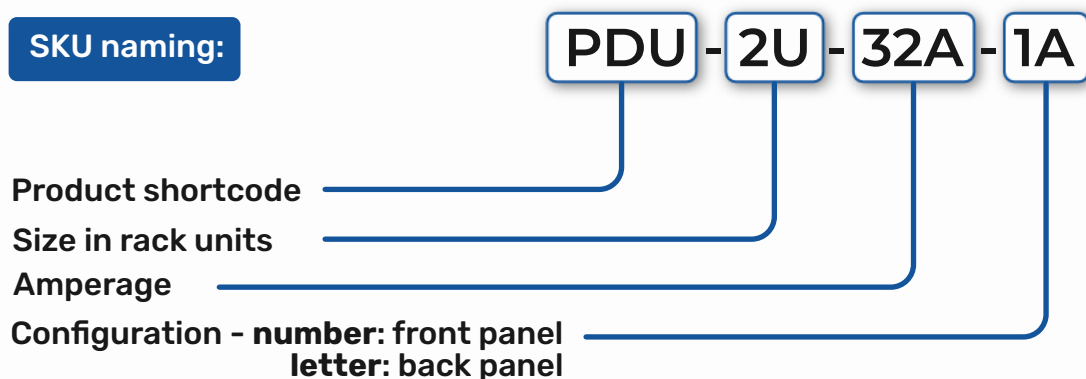 SKU naming:
PDU - 2U - 32A - 1A
Product shortcode
Size in rack units
Amperage
Configuration - number: front panel
letter: back panel